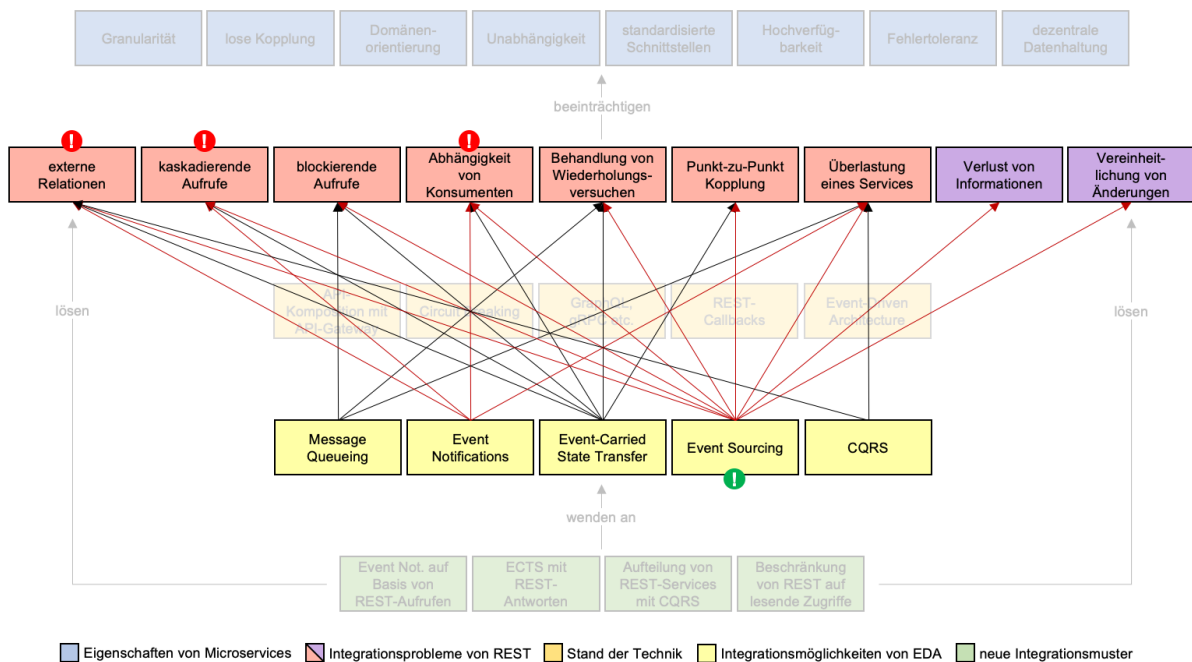 Granularität
lose Kopplung
Domänen-
orientierung
Unabhängigkeit
standardisierte
Schnittstellen
Hochverfüg-
barkeit
Fehlertoleranz
dezentrale
Datenhaltung
beeinträchtigen
!
!
!
externe
Relationen
kaskadierende
Aufrufe
blockierende
Aufrufe
Abhängigkeit
von
Konsumenten
Behandlung von
Wiederholungs-
versuchen
Punkt-zu-Punkt
Kopplung
Überlastung
eines Services
Verlust von
Informationen
Vereinheit-
lichung von
Änderungen
lösen
API-
Komposition mit
API-Gateway
Circuit Breaking
GraphQL,
gRPC etc.
REST-
Callbacks
Event-Driven
Architecture
lösen
Message
Queueing
Event
Notifications
Event-Carried
State Transfer
Event Sourcing
CQRS
!
wenden an
Event Not. auf
Basis von
REST-Aufrufen
ECTS mit
REST-
Antworten
Aufteilung von
REST-Services
mit CQRS
Beschränkung
von REST auf
lesende Zugriffe
Eigenschaften von Microservices
Integrationsprobleme von REST
Stand der Technik
Integrationsmöglichkeiten von EDA
neue Integrationsmuster